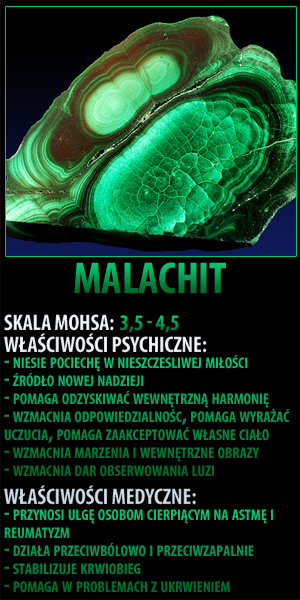 MALACHIT
SKALA MOHSA: 3,5 - 4,5
WŁAŚCIWOŚCI PSYCHICZNE:
- NIESIE POCIECHĘ W NIESZCZESLIWEJ MIŁOŚCI
- ŹRÓDŁO NOWEJ NADZIEJI
- POMAGA ODZYSKIWAĆ WEWNĘTRZNĄ HARMONIĘ
- WZMACNIA ODPOWIEDZIALNOŚC, POMAGA WYRAŻAĆ
UCZUCIA, POMAGA ZAAKCEPTOWAĆ WŁASNE CIAŁO
- WZMACNIA MARZENIA I WEWNĘTRZNE OBRAZY
- WZMACNIA DAR OBSERWOWANIA LUZI
WŁAŚCIWOŚCI MEDYCZNE:
- PRZYNOSI ULGĘ OSOBOM CIERPIĄCYM NA ASTMĘ I
REUMATYZM
- DZIAŁA PRZECIWBÓLOWO I PRZECIWZAPALNIE
- STABILIZUJE KRWIOBIEG
- POMAGA W PROBLEMACH Z UKRWIENIEM